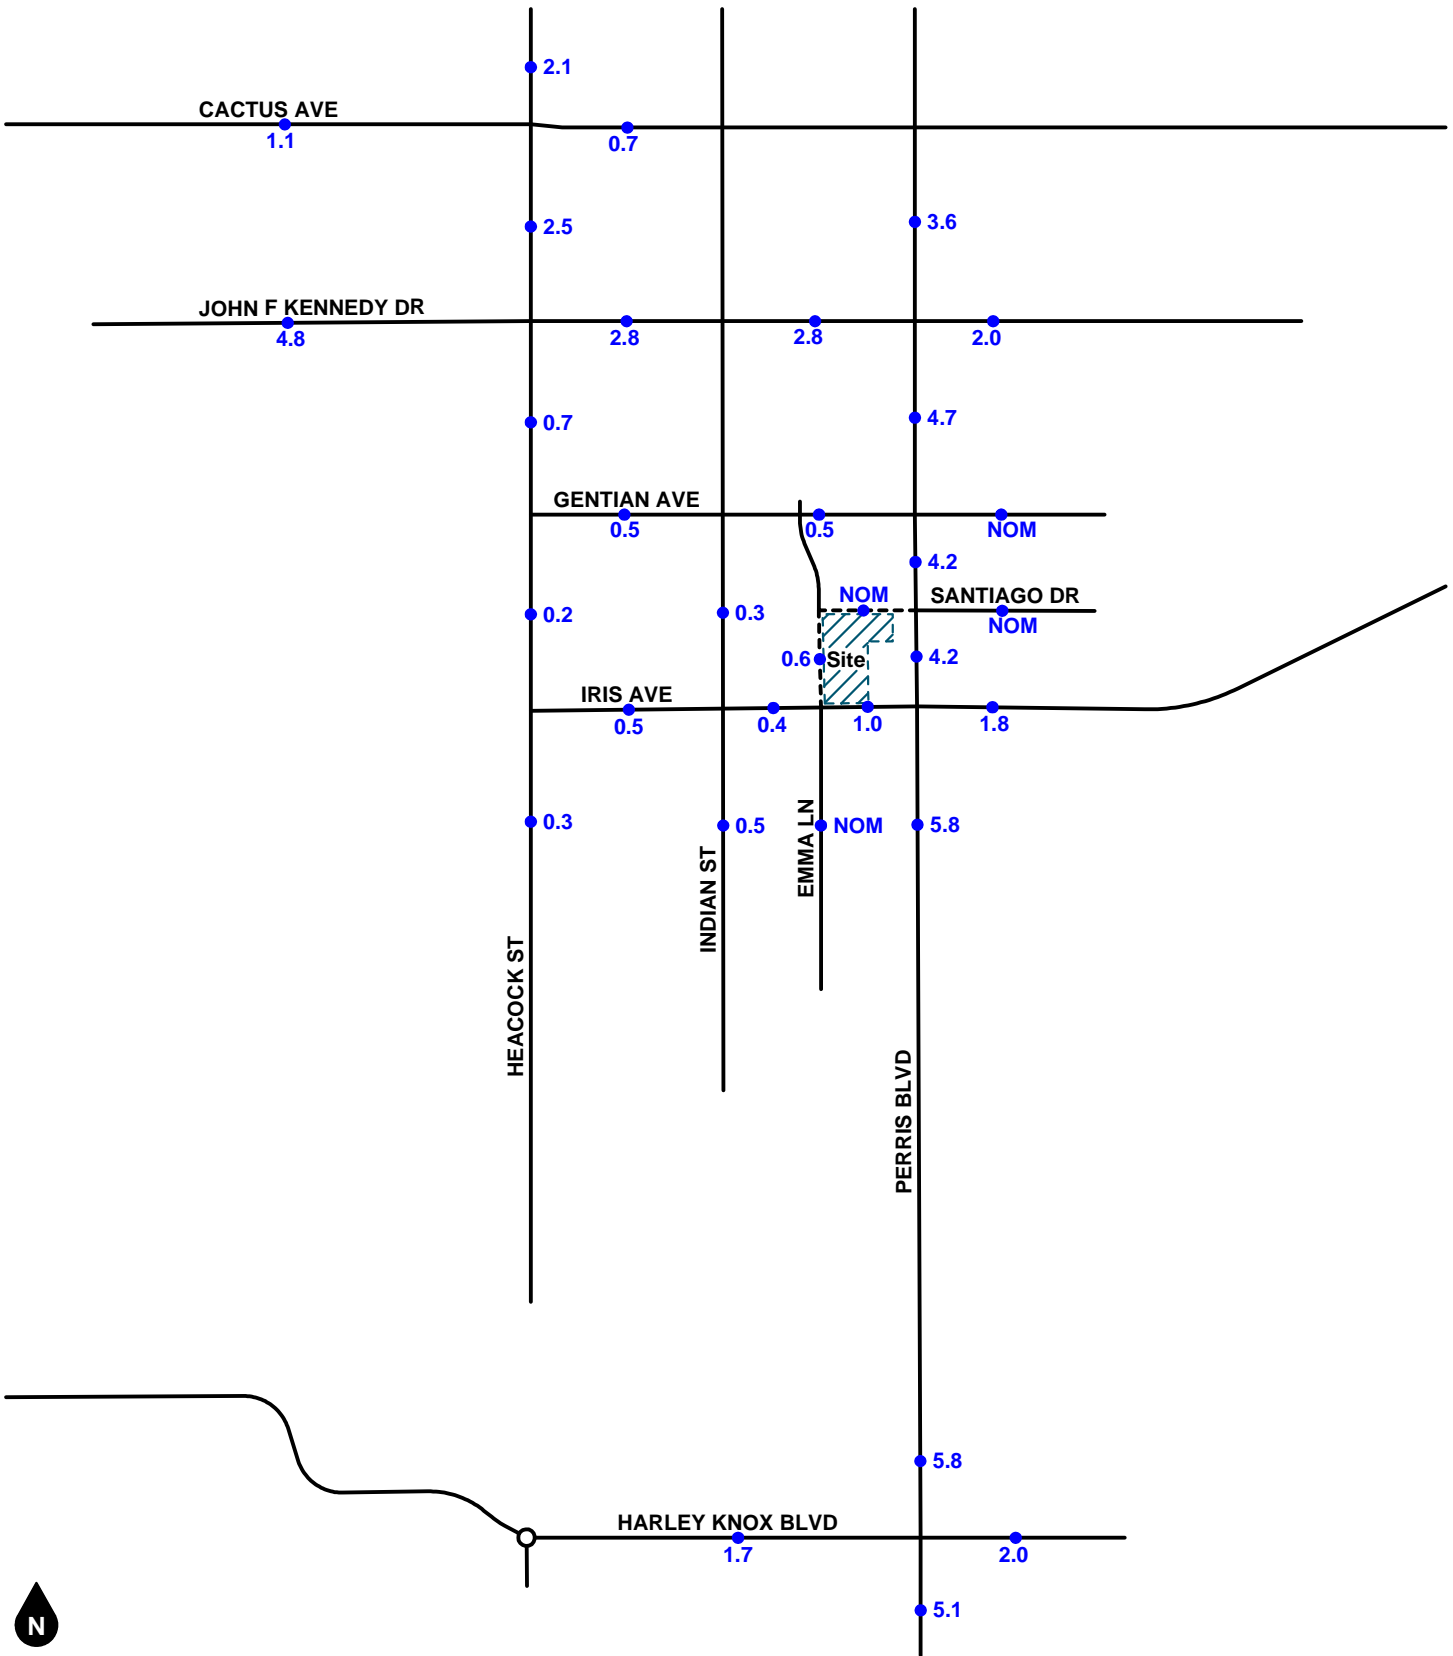 2.1
CACTUS AVE
1.1
0.7
2.5
3.6
JOHN F KENNEDY DR
4.8
2.8
2.8
2.0
0.7
4.7
GENTIAN AVE
0.5
0.5
NOM
4.2
NOM
SANTIAGO DR
0.2
0.3
NOM
0.6
Site
4.2
IRIS AVE
0.5
0.4
1.0
1.8
0.3
0.5
EMMA LN
NOM
5.8
INDIAN ST
HEACOCK ST
PERRIS BLVD
5.8
HARLEY KNOX BLVD
1.7
2.0
5.1
N